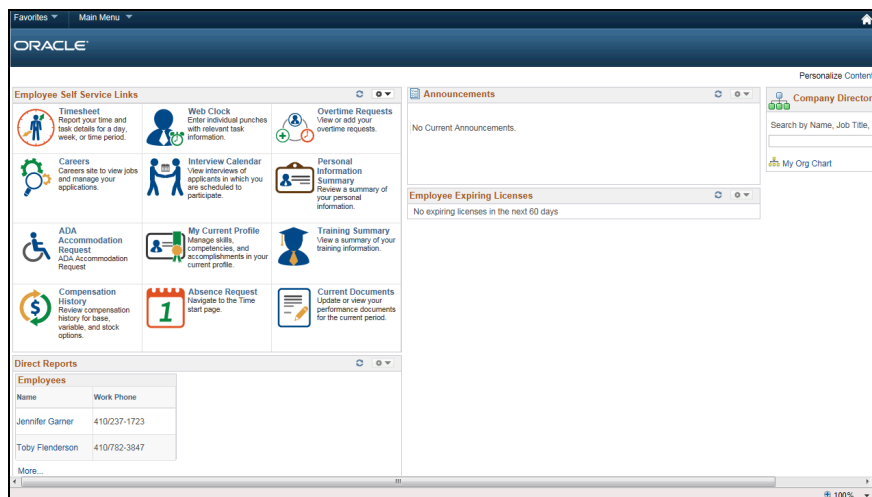 Favorites Main Menu
ORACLE
Personalize Content
Employee Self Service Links
Timesheet
Report your time and
task details for a day,
week, or time period.
Web Clock
Enter individual punches
with relevant task
information.
Overtime Requests
View or add your
overtime requests.
Careers
Careers site to view jobs
and manage your
applications.
Interview Calendar
View interviews of
applicants in which you
are scheduled to
participate.
Personal
Information
Summary
Review a summary of
your personal
information.
ADA
Accommodation
Request
ADA Accommodation
Request
My Current Profile
Manage skills,
competencies, and
accomplishments in your
current profile.
Training Summary
View a summary of your
training information.
Compensation
History
Review compensation
history for base,
variable, and stock
options.
Absence Request
Navigate to the Time
start page.
1
Current Documents
Update or view your
performance documents
for the current period.
Direct Reports
Employees
Name Work Phone
Jennifer Garner 410/237-1723
Toby Flenderson 410/782-3847
More...
Announcements
No Current Announcements.
Employee Expiring Licenses
No expiring licenses in the next 60 days
Company Director
Search by Name, Job Title,
My Org Chart
100%